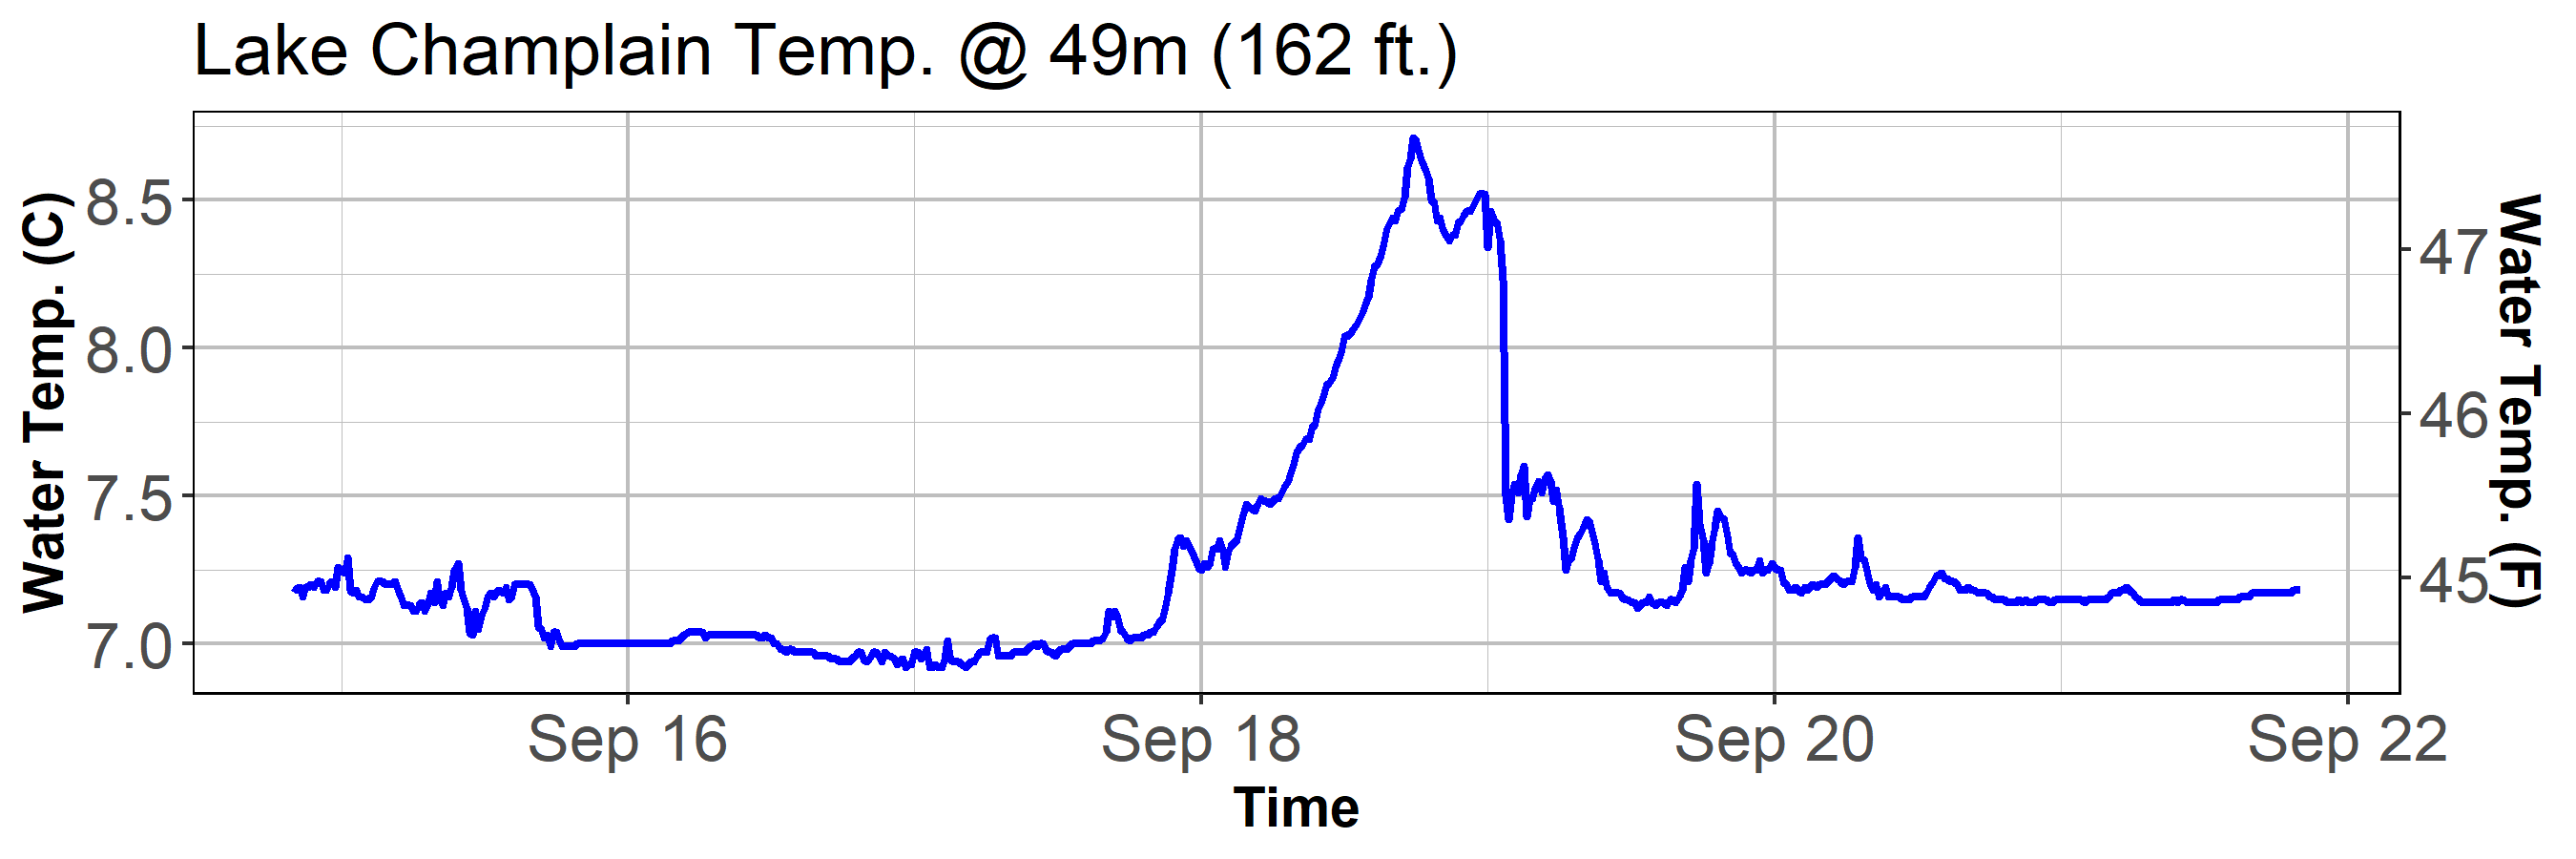 Lake Champlain Temp. @ 49m (162 ft.)
Water Temp. (C)
8.5
8.0
7.5
7.0
47
46
45
Water Temp. (F)
Sep 16
Sep 18
Sep 20
Sep 22
Time